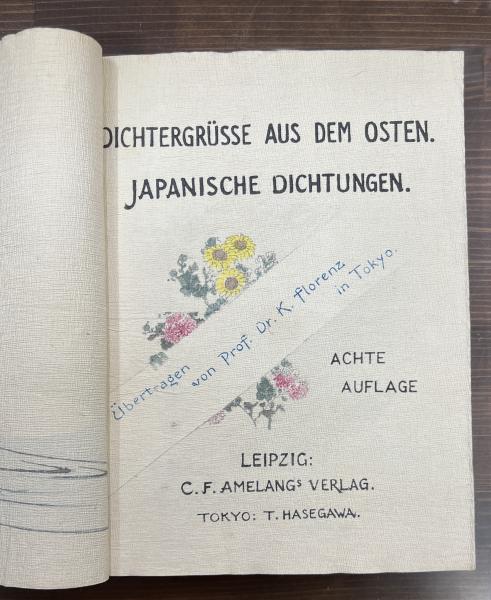 DICHTERGRÜSSE AUS DEM OSTEN.
JAPANISCHE DICHTUNGEN.
Übertragen von Prof. Dr. K. Florenz
in Tokyo.
ACHTE
AUFLAGE
LEIPZIG:
C. F. AMELANGS VERLAG.
TOKYO: T. HASEGAWA.